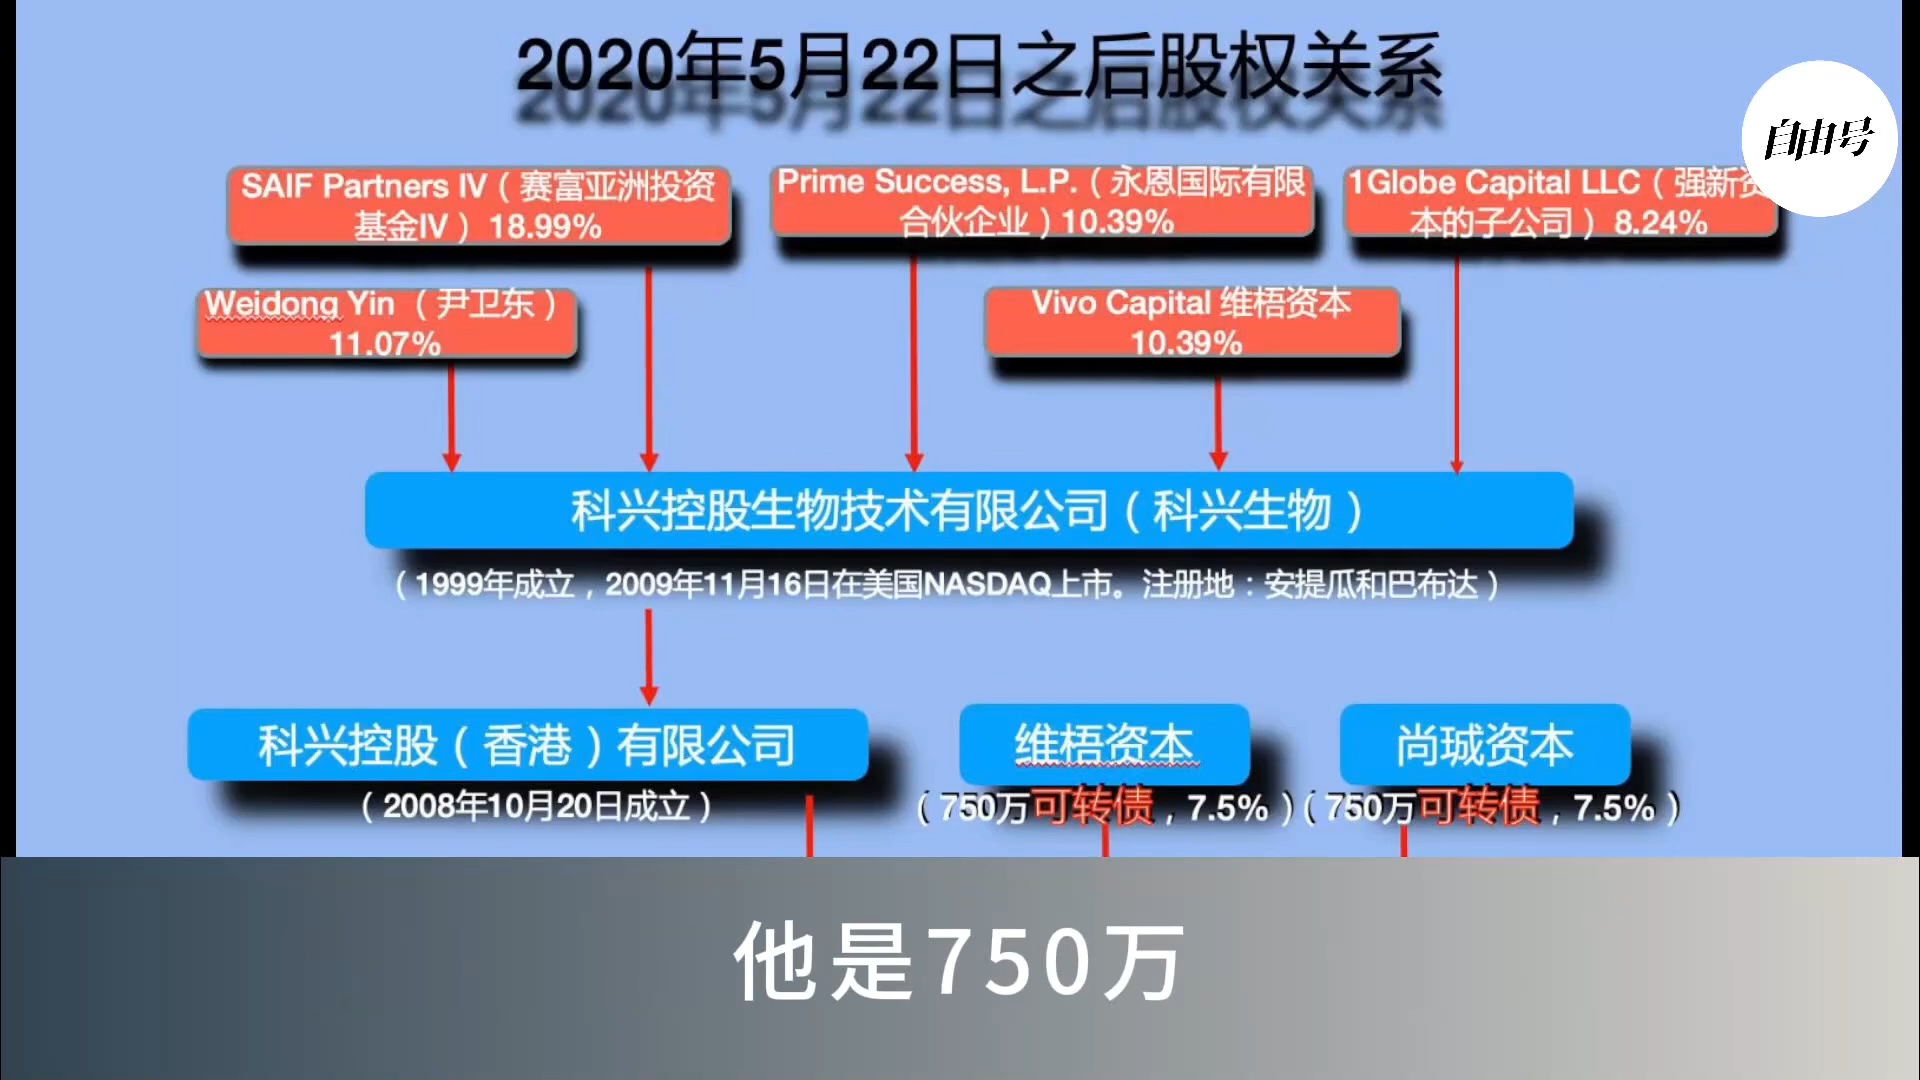 2020年5月22日之后股权关系
自由号
SAIF Partners IV（赛富亚洲投资
基金IV）18.99%
Prime Success, L.P.（永恩国际有限
合伙企业）10.39%
1Globe Capital LLC（强新资
本的子公司）8.24%
Weidong Yin（尹卫东）
11.07%
Vivo Capital 维梧资本
10.39%
科兴控股生物技术有限公司（科兴生物）
（1999年成立，2009年11月16日在美国NASDAQ上市。注册地：安提瓜和巴布达）
科兴控股（香港）有限公司
（2008年10月20日成立）
维梧资本
（750万可转债，7.5%）
尚珹资本
（750万可转债，7.5%）
他是750万